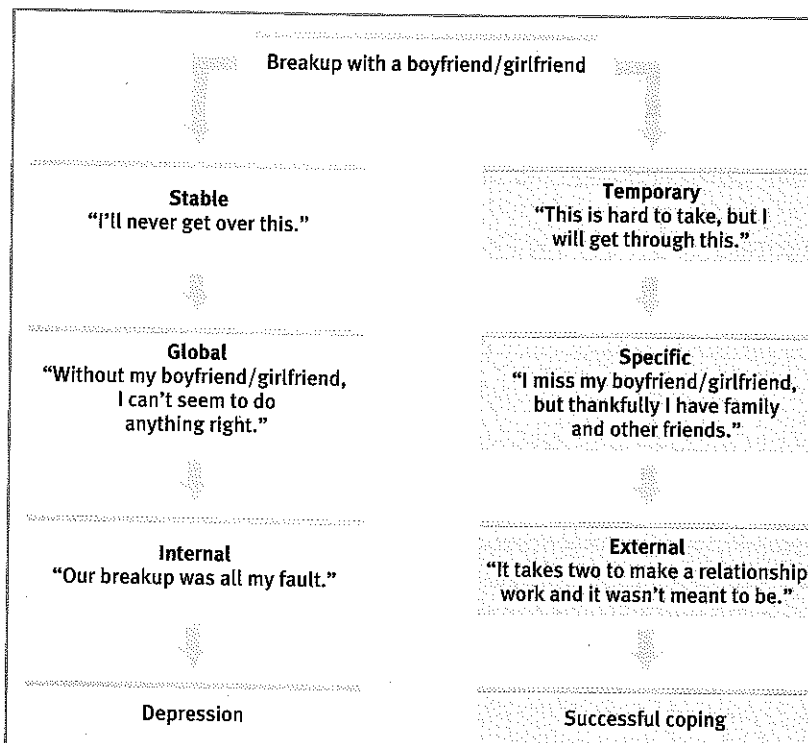 Breakup with a boyfriend/girlfriend
Stable
“I’ll never get over this.”
Global
“Without my boyfriend/girlfriend,
I can’t seem to do
anything right.”
Internal
“Our breakup was all my fault.”
Depression
Temporary
“This is hard to take, but I
will get through this.”
Specific
“I miss my boyfriend/girlfriend,
but thankfully I have family
and other friends.”
External
“It takes two to make a relationship
work and it wasn’t meant to be.”
Successful coping